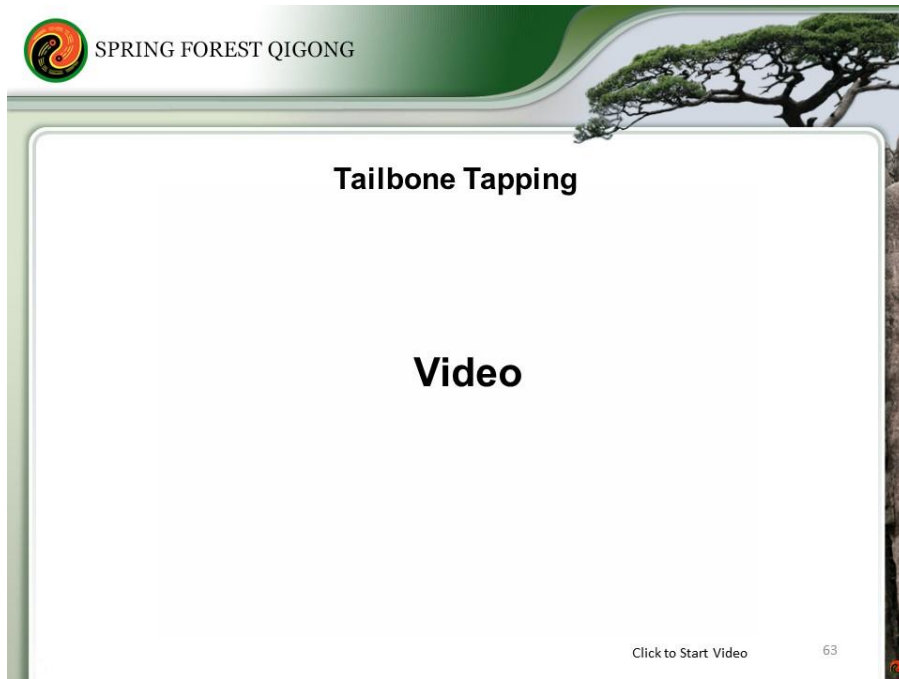 SPRING FOREST QIGONG
Tailbone Tapping
Video
Click to Start Video
63